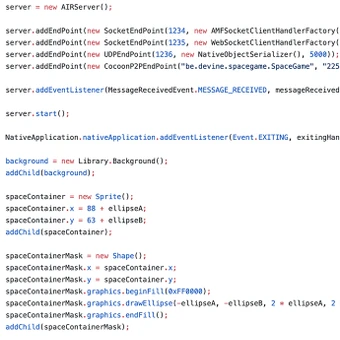 server = new AIRServer();
server.addEndPoint(new SocketEndPoint(1234, new AMFSocketClientHandlerFactory(
server.addEndPoint(new SocketEndPoint(1235, new WebSocketClientHandlerFactory(
server.addEndPoint(new UDPEndPoint(1236, new NativeObjectSerializer(), 5000));
server.addEndPoint(new CocoonP2PEndPoint("be.devine.spacegame.SpaceGame", "225
server.addEventListener(MessageReceivedEvent.MESSAGE_RECEIVED, messageReceived
server.start();
NativeApplication.nativeApplication.addEventListener(Event.EXITING, exitingHan
background = new Library.Background();
addChild(background);
spaceContainer = new Sprite();
spaceContainer.x = 88 + ellipseA;
spaceContainer.y = 63 + ellipseB;
addChild(spaceContainer);
spaceContainerMask = new Shape();
spaceContainerMask.x = spaceContainer.x;
spaceContainerMask.y = spaceContainer.y;
spaceContainerMask.graphics.beginFill(0xFF0000);
spaceContainerMask.graphics.drawEllipse(-ellipseA, -ellipseB, 2 * ellipseA, 2
spaceContainerMask.graphics.endFill();
addChild(spaceContainerMask);